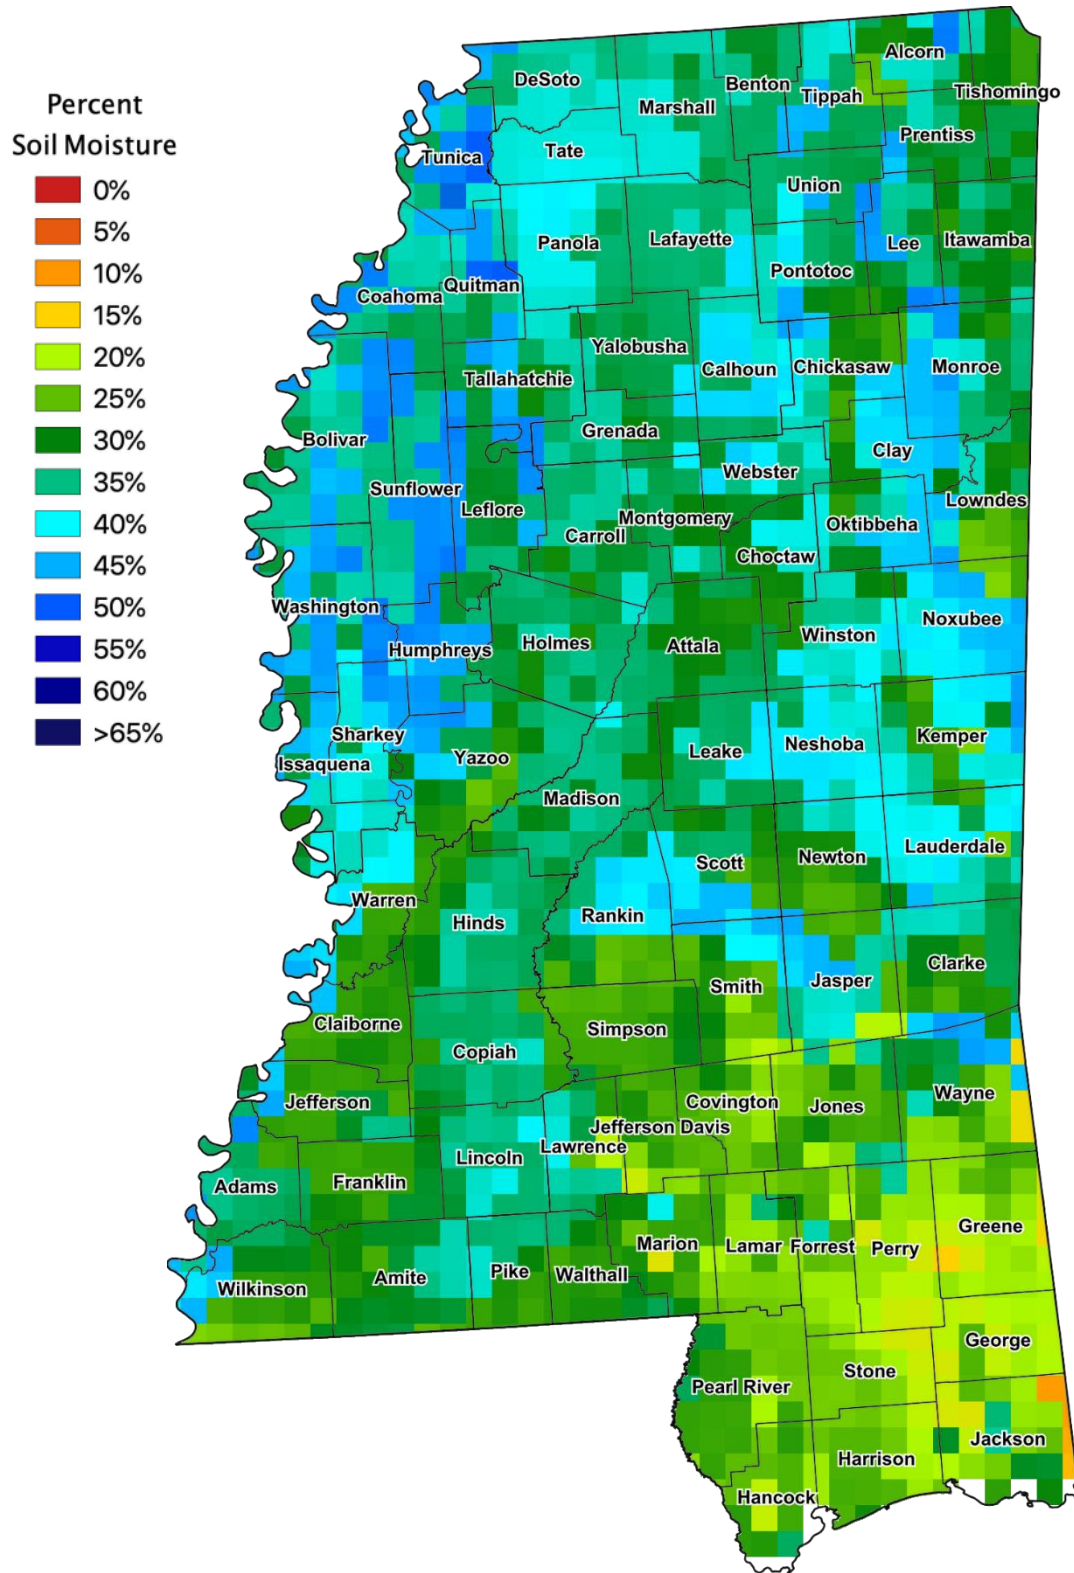 Percent
Soil Moisture
0%
5%
10%
15%
20%
25%
30%
35%
40%
45%
50%
55%
60%
>65%
Alcorn
DeSoto
Benton
Tippah
Tishomingo
Marshall
Prentiss
Tunica
Tate
Union
Panola
Lafayette
Lee
Itawamba
Pontotoc
Quitman
Coahoma
Yalobusha
Calhoun
Chickasaw
Monroe
Tallahatchie
Grenada
Bolivar
Clay
Webster
Sunflower
Leflore
Lowndes
Montgomery
Oktibbeha
Carroll
Choctaw
Washington
Noxubee
Winston
Humphreys
Holmes
Attala
Sharkey
Kemper
Neshoba
Leake
Yazoo
Issaquena
Madison
Lauderdale
Newton
Scott
Warren
Rankin
Hinds
Clarke
Jasper
Smith
Claiborne
Simpson
Copiah
Wayne
Jefferson
Covington
Jones
Jefferson Davis
Lawrence
Lincoln
Franklin
Adams
Greene
Marion
Lamar
Forrest
Perry
Wilkinson
Amite
Pike
Walthall
George
Stone
Pearl River
Jackson
Harrison
Hancock